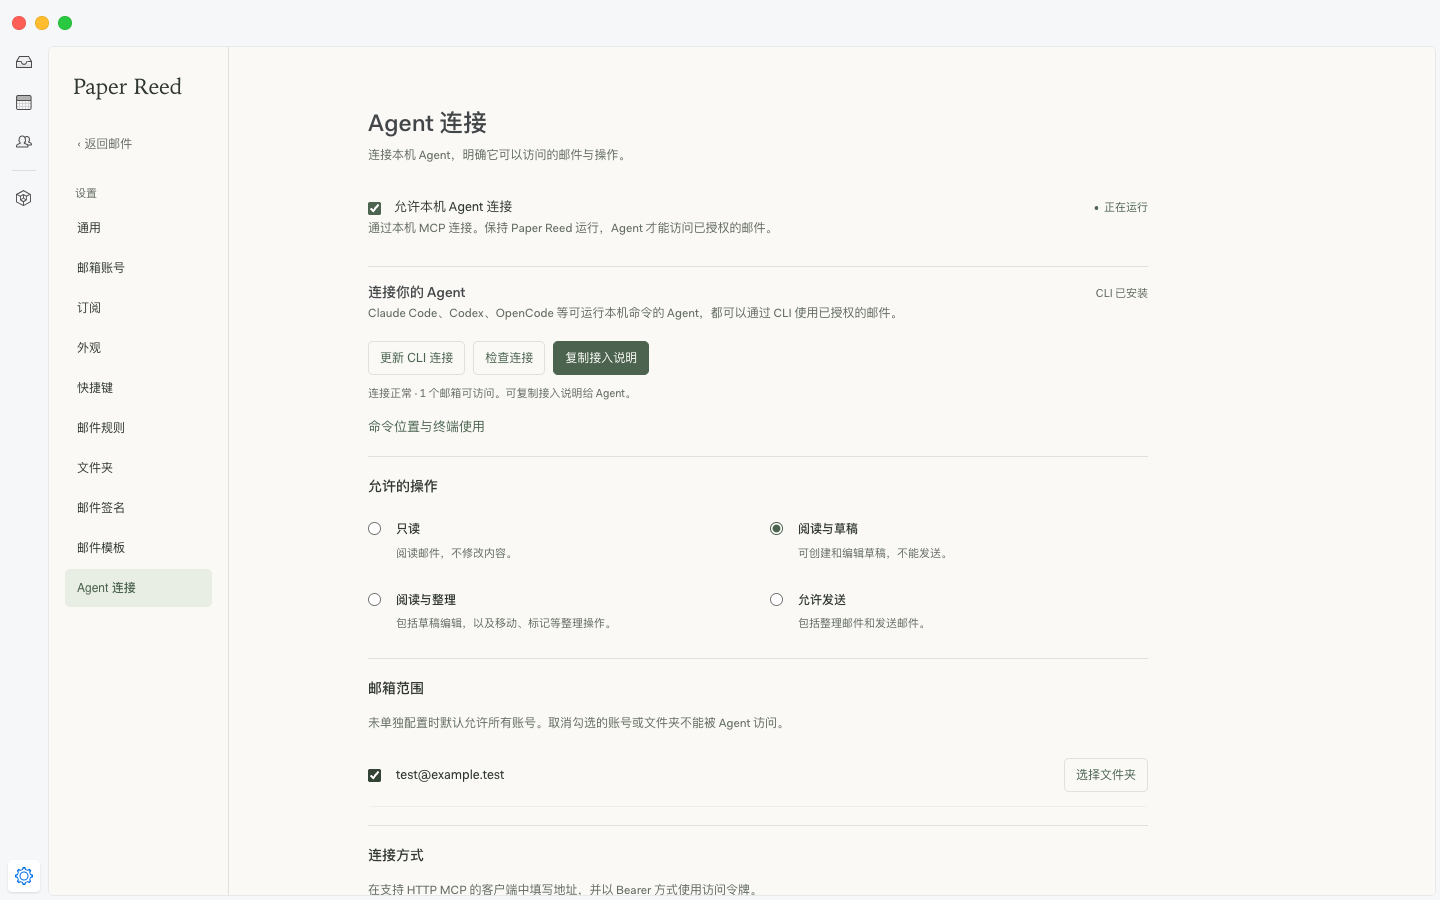 Paper Reed
‹ 返回邮件
设置
通用
邮箱账号
订阅
外观
快捷键
邮件规则
文件夹
邮件签名
邮件模板
Agent 连接
Agent 连接
连接本机 Agent，明确它可以访问的邮件与操作。
允许本机 Agent 连接
• 正在运行
通过本机 MCP 连接。保持 Paper Reed 运行，Agent 才能访问已授权的邮件。
连接你的 Agent
CLI 已安装
Claude Code、Codex、OpenCode 等可运行本机命令的 Agent，都可以通过 CLI 使用已授权的邮件。
更新 CLI 连接
检查连接
复制接入说明
连接正常 · 1 个邮箱可访问。可复制接入说明给 Agent。
命令位置与终端使用
允许的操作
只读
阅读邮件，不修改内容。
阅读与草稿
可创建和编辑草稿，不能发送。
阅读与整理
包括草稿编辑，以及移动、标记等整理操作。
允许发送
包括整理邮件和发送邮件。
邮箱范围
未单独配置时默认允许所有账号。取消勾选的账号或文件夹不能被 Agent 访问。
test@example.test
选择文件夹
连接方式
在支持 HTTP MCP 的客户端中填写地址，并以 Bearer 方式使用访问令牌。